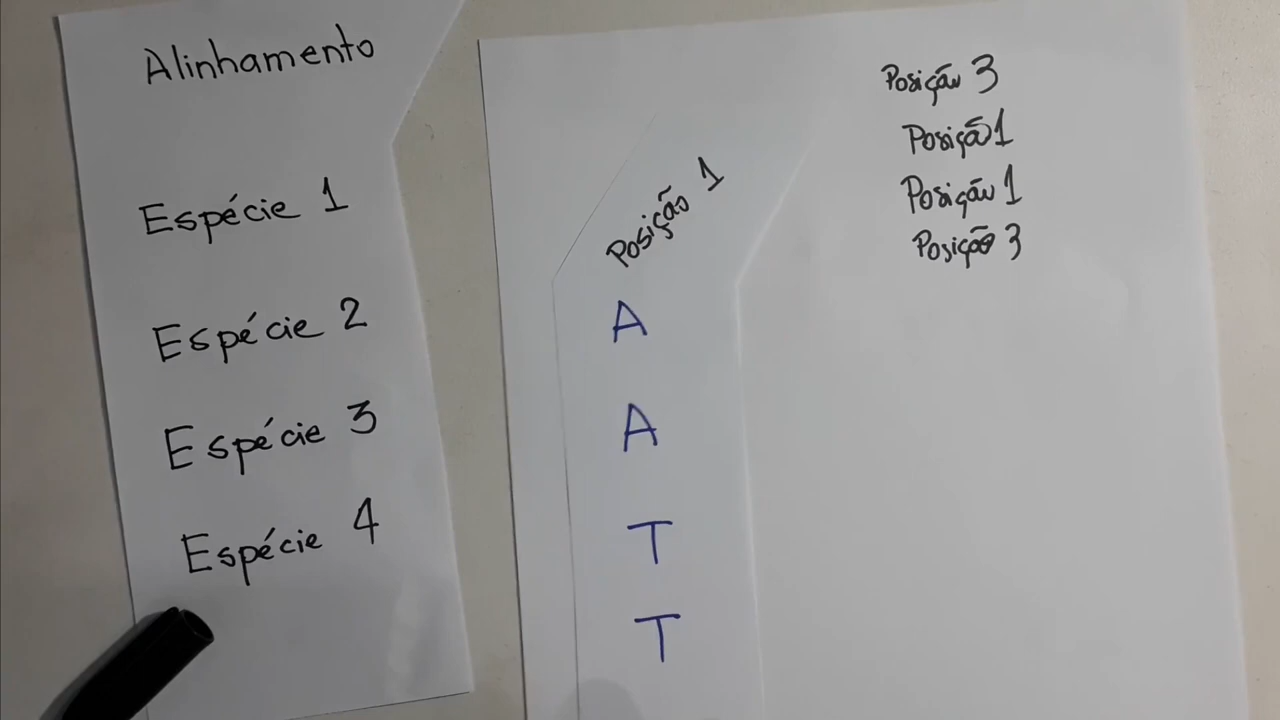 Alinhamento
Espécie 1
Espécie 2
Espécie 3
Espécie 4
Posição 1
A
A
T
T
Posição 3
Posição 1
Posição 1
Posição 3